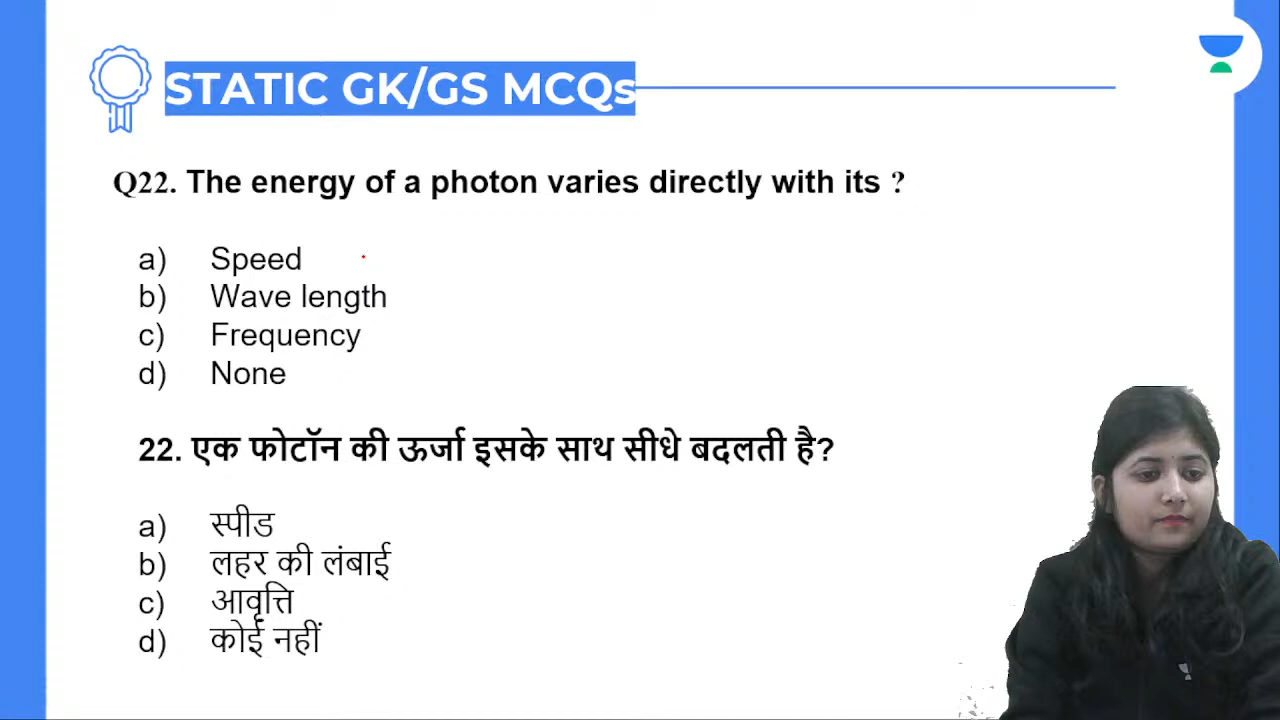 STATIC GK/GS MCQs
Q22. The energy of a photon varies directly with its ?
a) Speed
b) Wave length
c) Frequency
d) None
22. एक फोटॉन की ऊर्जा इसके साथ सीधे बदलती है?
a) स्पीड
b) लहर की लंबाई
c) आवृत्ति
d) कोई नहीं